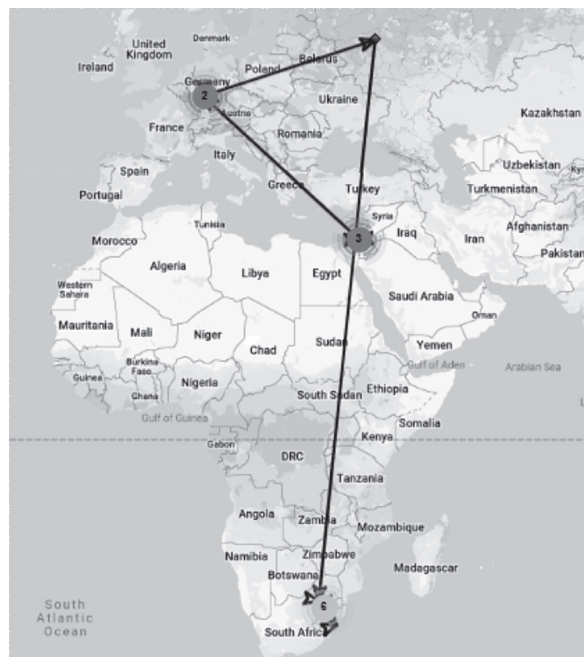 Denmark
United
Kingdom
Ireland
Belarus
Poland
Germany
2
Ukraine
Austria
Kazakhstan
France
Romania
Italy
Uzbekistan
Spain
Greece
Turkey
Turkmenistan
Portugal
Syria
Tunisia
Afghanistan
Morocco
3
Iraq
Iran
Pakistan
Algeria
Libya
Egypt
Western
Sahara
Saudi Arabia
Oman
Mauritania
Mali
Niger
Sudan
Yemen
Chad
Burkina
Faso
Gulf of Aden
Arabian Sea
Guinea
Nigeria
Ethiopia
Ghana
South Sudan
Gulf of Guinea
Somalia
Gabon
Kenya
DRC
Tanzania
Angola
Zambia
Mozambique
Namibia
Zimbabwe
Madagascar
Botswana
South
Atlantic
Ocean
6
South Africa